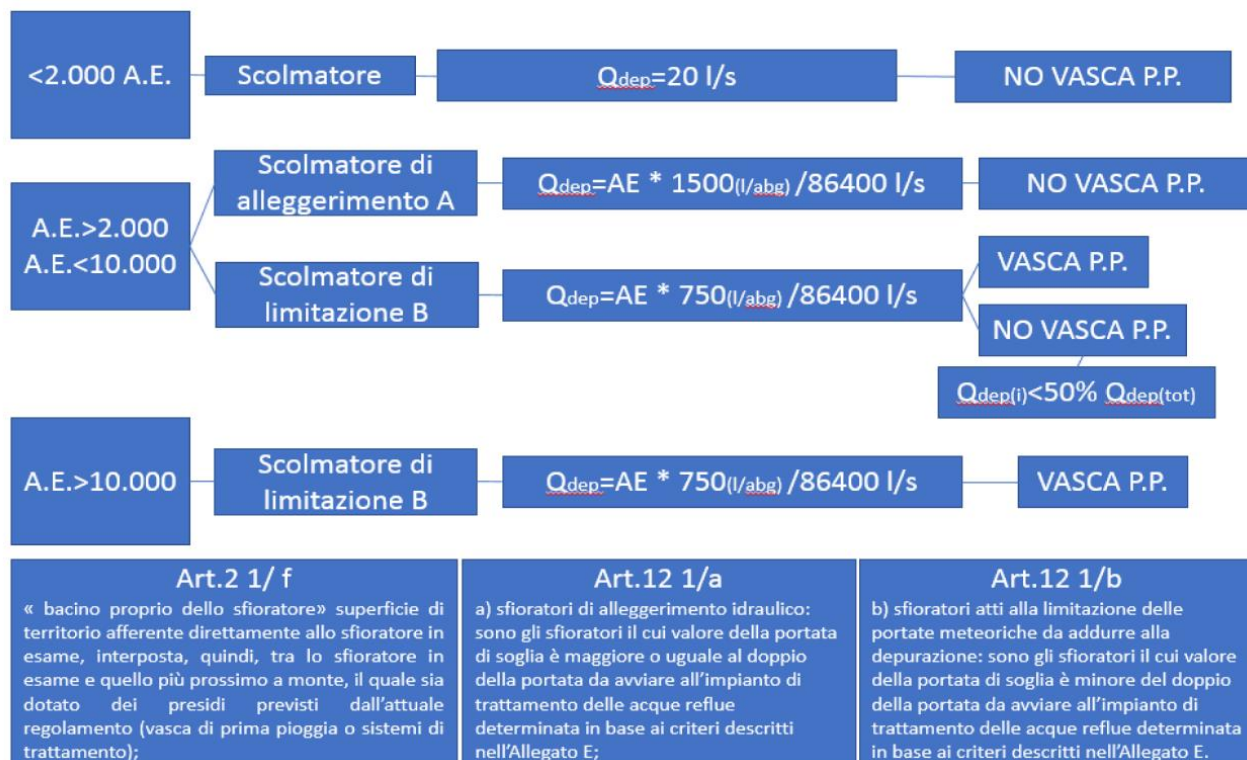 <2.000 A.E.
Scolmatore
Qdep=20 l/s
NO VASCA P.P.
A.E.>2.000
A.E.<10.000
Scolmatore di
alleggerimento A
Qdep=AE * 1500(l/abg) /86400 l/s
NO VASCA P.P.
Scolmatore di
limitazione B
Qdep=AE * 750(l/abg) /86400 l/s
VASCA P.P.
NO VASCA P.P.
Qdep(i)<50% Qdep(tot)
A.E.>10.000
Scolmatore di
limitazione B
Qdep=AE * 750(l/abg) /86400 l/s
VASCA P.P.
Art.2 1/ f
« bacino proprio dello sfioratore» superficie di
territorio afferente direttamente allo sfioratore in
esame, interposta, quindi, tra lo sfioratore in
esame e quello più prossimo a monte, il quale sia
dotato dei presidi previsti dall'attuale
regolamento (vasca di prima pioggia o sistemi di
trattamento);
Art.12 1/a
a) sfioratori di alleggerimento idraulico:
sono gli sfioratori il cui valore della portata
di soglia è maggiore o uguale al doppio
della portata da avviare all'impianto di
trattamento delle acque reflue
determinata in base ai criteri descritti
nell'Allegato E;
Art.12 1/b
b) sfioratori atti alla limitazione delle
portate meteoriche da addurre alla
depurazione: sono gli sfioratori il cui valore
della portata di soglia è minore del doppio
della portata da avviare all'impianto di
trattamento delle acque reflue determinata
in base ai criteri descritti nell'Allegato E.